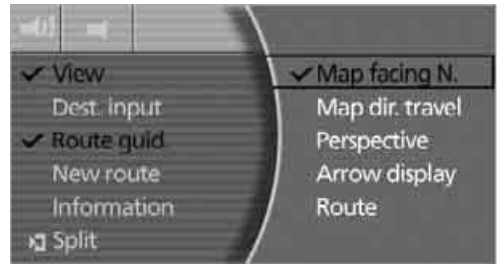 View
Dest. input
Route guid.
New route
Information
Split
Map facing N.
Map dir. travel
Perspective
Arrow display
Route